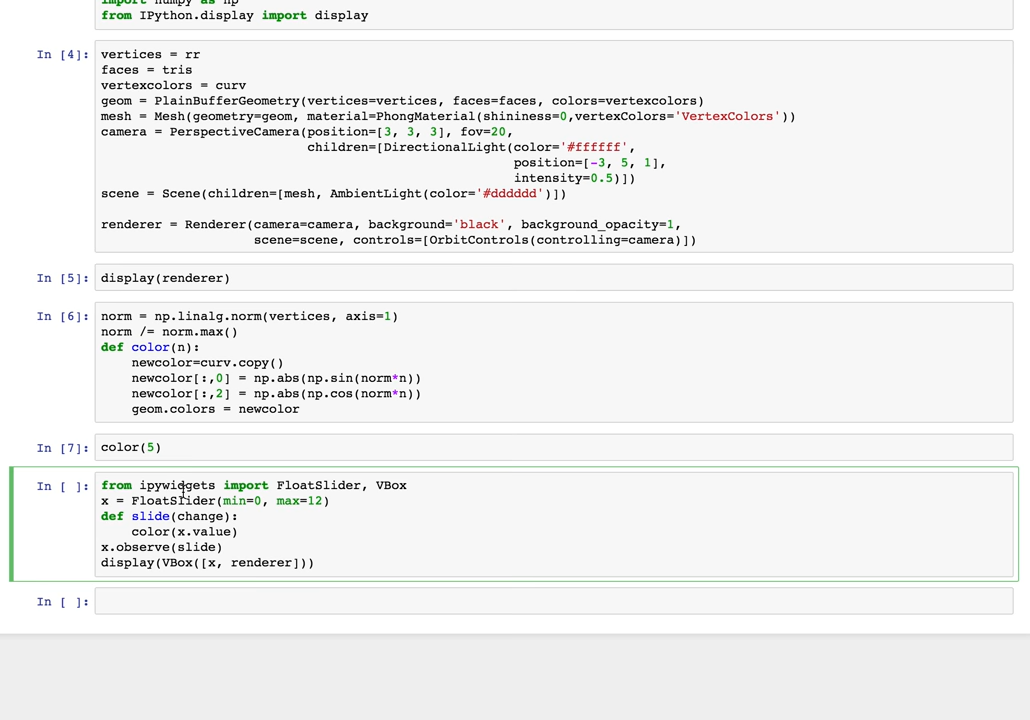 import numpy as np
from IPython.display import display
In [4]:
vertices = rr
faces = tris
vertexcolors = curv
geom = PlainBufferGeometry(vertices=vertices, faces=faces, colors=vertexcolors)
mesh = Mesh(geometry=geom, material=PhongMaterial(shininess=0,vertexColors='VertexColors'))
camera = PerspectiveCamera(position=[3, 3, 3], fov=20,
                           children=[DirectionalLight(color='#ffffff',
                                                      position=[-3, 5, 1],
                                                      intensity=0.5)])
scene = Scene(children=[mesh, AmbientLight(color='#dddddd')])
renderer = Renderer(camera=camera, background='black', background_opacity=1,
                    scene=scene, controls=[OrbitControls(controlling=camera)])
In [5]:
display(renderer)
In [6]:
norm = np.linalg.norm(vertices, axis=1)
norm /= norm.max()
def color(n):
    newcolor=curv.copy()
    newcolor[:,0] = np.abs(np.sin(norm*n))
    newcolor[:,2] = np.abs(np.cos(norm*n))
    geom.colors = newcolor
In [7]:
color(5)
In [ ]:
from ipywidgets import FloatSlider, VBox
x = FloatSlider(min=0, max=12)
def slide(change):
    color(x.value)
x.observe(slide)
display(VBox([x, renderer]))
In [ ]: